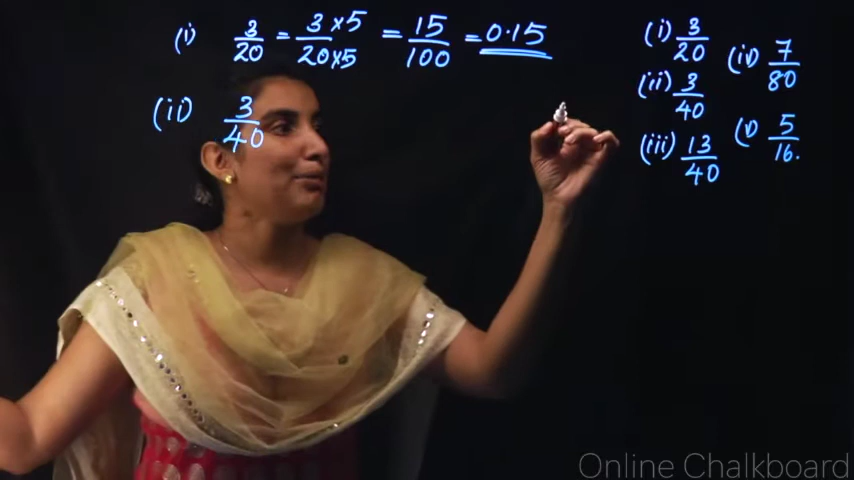 (i) 3/20 = 3×5/20×5 = 15/100 = 0.15
(ii) 3/40
(i) 3/20
(ii) 3/40
(iii) 13/40
(iv) 7/80
(v) 5/16.
Online Chalkboard